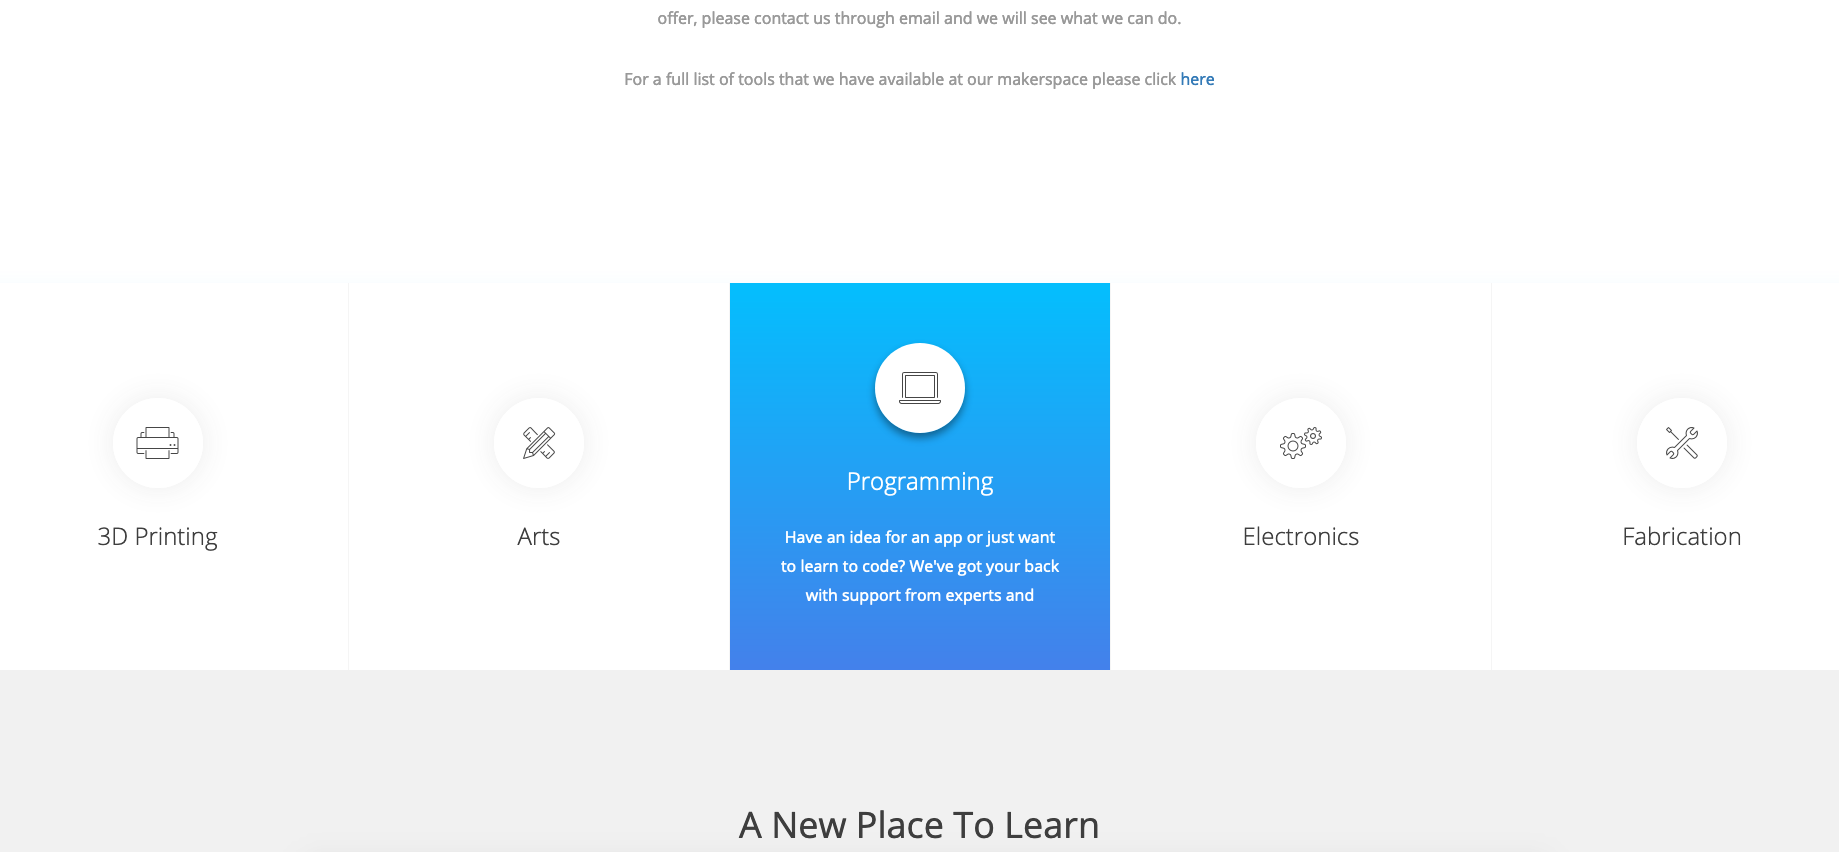 offer, please contact us through email and we will see what we can do.
For a full list of tools that we have available at our makerspace please click here
3D Printing
Arts
Programming
Have an idea for an app or just want
to learn to code? We've got your back
with support from experts and
Electronics
Fabrication
A New Place To Learn